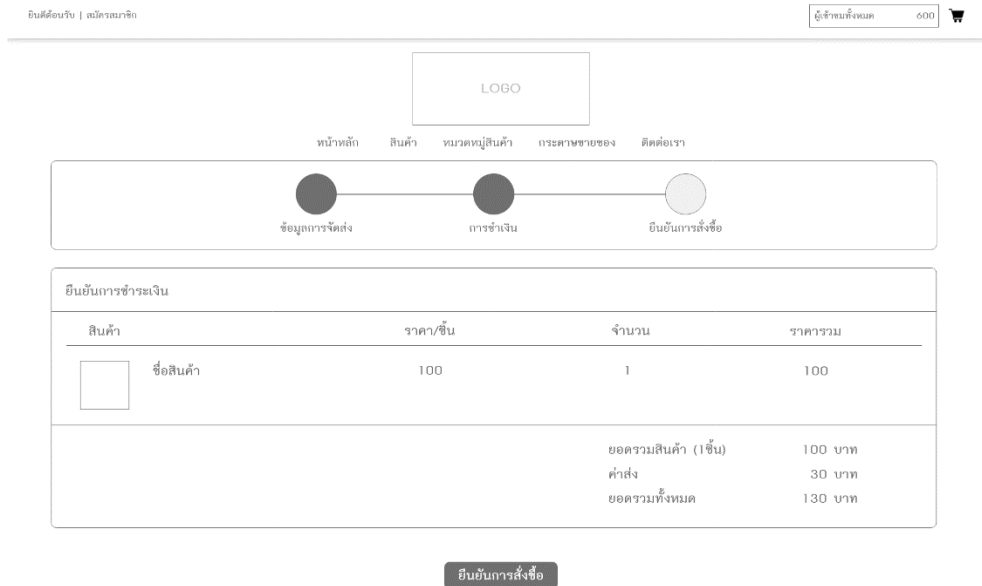 ยินดีต้อนรับ | สมัครสมาชิก ผู้เข้าชมทั้งหมด 600
LOGO
หน้าหลัก สินค้า หมวดหมู่สินค้า กระดาษขายของ ติดต่อเรา
ข้อมูลการจัดส่ง การชำเงิน ยืนยันการสั่งซื้อ
ยืนยันการชำระเงิน
สินค้า ราคา/ชิ้น จำนวน ราคารวม
ชื่อสินค้า 100 1 100
ยอดรวมสินค้า (1ชิ้น) 100 บาท
ค่าส่ง 30 บาท
ยอดรวมทั้งหมด 130 บาท
ยืนยันการสั่งซื้อ